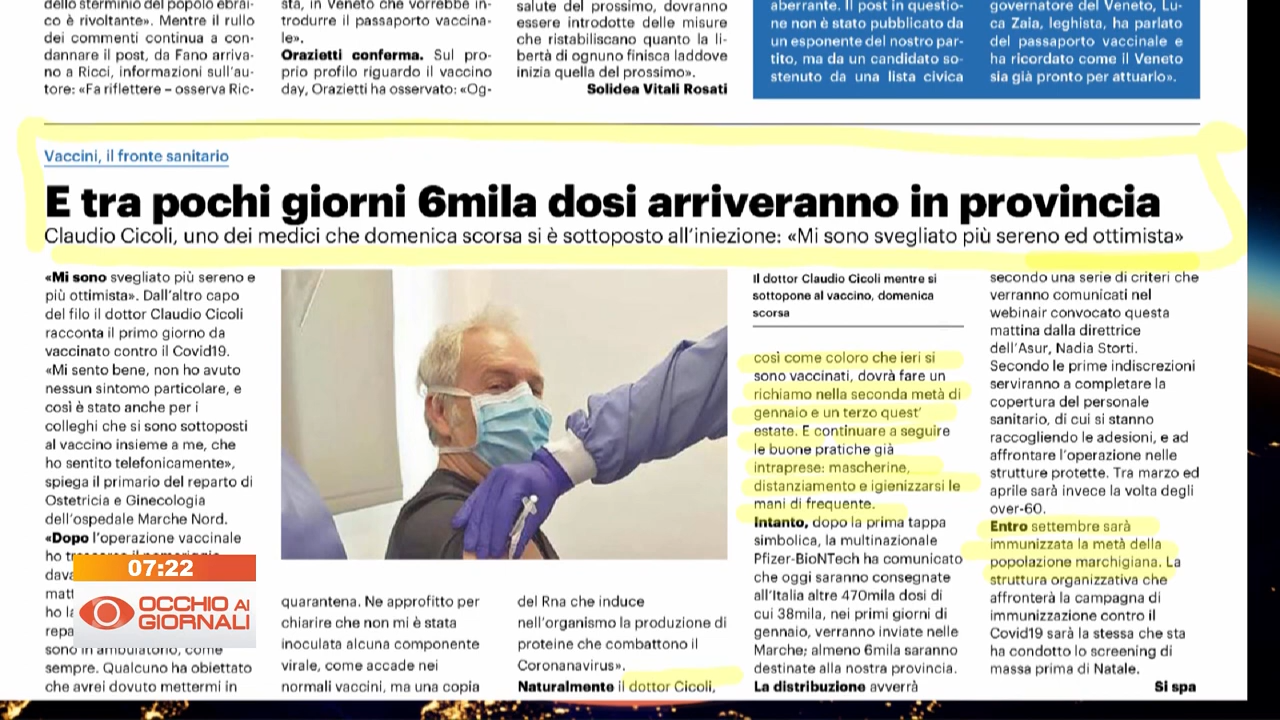 dello sterminio del popolo ebrai-
co è rivoltante». Mentre il rullo
dei commenti continua a con-
dannare il post, da Fano arriva-
no a Ricci, informazioni sull'au-
tore: «Fa riflettere – osserva Ric-
sta, in Veneto che vorrebbe in-
trodurre il passaporto vaccina-
le».
Orazietti conferma. Sul pro-
prio profilo riguardo il vaccino
day, Orazietti ha osservato: «Og-
salute del prossimo, dovranno
essere introdotte delle misure
che ristabiliscano quanto la li-
bertà di ognuno finisca laddove
inizia quella del prossimo».
Solidea Vitali Rosati
aberrante. Il post in questio-
ne non è stato pubblicato da
un esponente del nostro par-
tito, ma da un candidato so-
stenuto da una lista civica
governatore del Veneto, Lu-
ca Zaia, leghista, ha parlato
del passaporto vaccinale e
ha ricordato come il Veneto
sia già pronto per attuarlo».
Vaccini, il fronte sanitario
E tra pochi giorni 6mila dosi arriveranno in provincia
Claudio Cicoli, uno dei medici che domenica scorsa si è sottoposto all'iniezione: «Mi sono svegliato più sereno ed ottimista»
«Mi sono svegliato più sereno e
più ottimista». Dall'altro capo
del filo il dottor Claudio Cicoli
racconta il primo giorno da
vaccinato contro il Covid19.
«Mi sento bene, non ho avuto
nessun sintomo particolare, e
così è stato anche per i
colleghi che si sono sottoposti
al vaccino insieme a me, che
ho sentito telefonicamente»,
spiega il primario del reparto di
Ostetricia e Ginecologia
dell'ospedale Marche Nord.
«Dopo l'operazione vaccinale
ho
dava
matt
ho la
repa
sono in ambulatorio, come
sempre. Qualcuno ha obiettato
che avrei dovuto mettermi in
07:22
OCCHIO AI
GIORNALI
quarantena. Ne approfitto per
chiarire che non mi è stata
inoculata alcuna componente
virale, come accade nei
normali vaccini, ma una copia
del Rna che induce
nell'organismo la produzione di
proteine che combattono il
Coronavirus».
Naturalmente il dottor Cicoli,
Il dottor Claudio Cicoli mentre si
sottopone al vaccino, domenica
scorsa
così come coloro che ieri si
sono vaccinati, dovrà fare un
richiamo nella seconda metà di
gennaio e un terzo quest'
estate. E continuare a seguire
le buone pratiche già
intraprese: mascherine,
distanziamento e igienizzarsi le
mani di frequente.
Intanto, dopo la prima tappa
simbolica, la multinazionale
Pfizer-BioNTech ha comunicato
che oggi saranno consegnate
all'Italia altre 470mila dosi di
cui 38mila, nei primi giorni di
gennaio, verranno inviate nelle
Marche; almeno 6mila saranno
destinate alla nostra provincia.
La distribuzione avverrà
secondo una serie di criteri che
verranno comunicati nel
webinair convocato questa
mattina dalla direttrice
dell'Asur, Nadia Storti.
Secondo le prime indiscrezioni
serviranno a completare la
copertura del personale
sanitario, di cui si stanno
raccogliendo le adesioni, e ad
affrontare l'operazione nelle
strutture protette. Tra marzo ed
aprile sarà invece la volta degli
over-60.
Entro settembre sarà
immunizzata la metà della
popolazione marchigiana. La
struttura organizzativa che
affronterà la campagna di
immunizzazione contro il
Covid19 sarà la stessa che sta
ha condotto lo screening di
massa prima di Natale.
Si spa